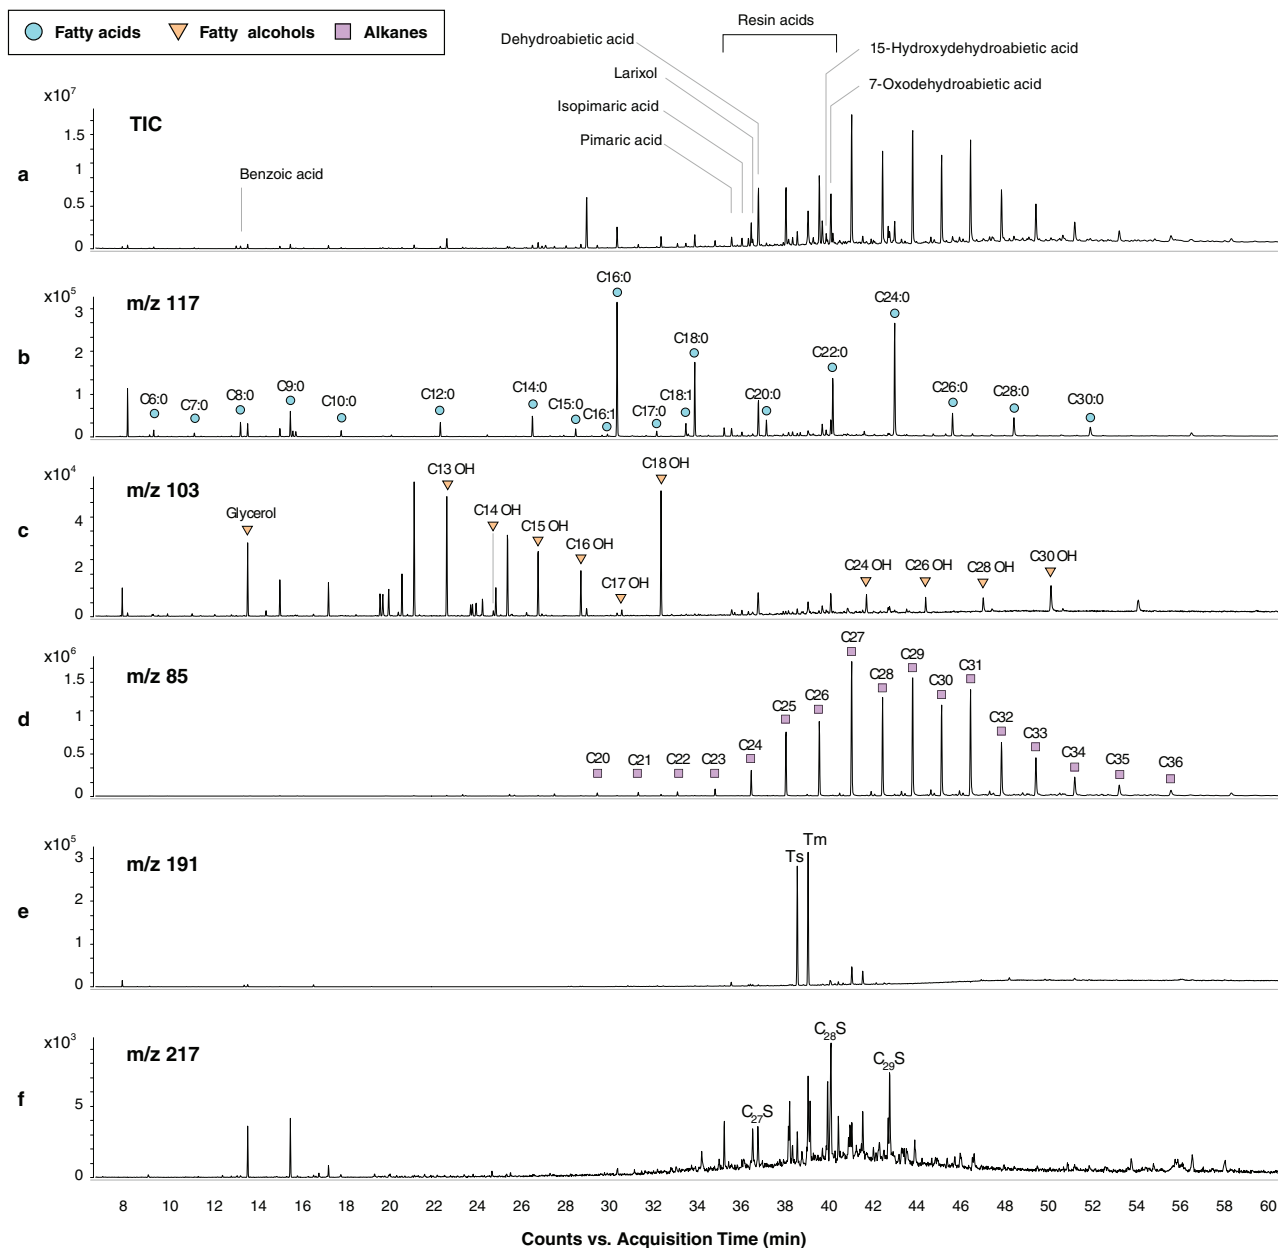 Fatty acids Fatty alcohols Alkanes
Resin acids
Dehydroabietic acid
15-Hydroxydehydroabietic acid
Larixol
7-Oxodehydroabietic acid
Isopimaric acid
Pimaric acid
Benzoic acid
a
x10⁷
TIC
1.5
1
0.5
0
b
x10⁵
m/z 117
3
2
1
0
C6:0 C7:0 C8:0 C9:0 C10:0 C12:0 C14:0 C15:0 C16:1 C16:0 C17:0 C18:1 C18:0 C20:0 C22:0 C24:0 C26:0 C28:0 C30:0
c
x10⁴
m/z 103
4
2
0
Glycerol C13 OH C14 OH C15 OH C16 OH C17 OH C18 OH C24 OH C26 OH C28 OH C30 OH
d
x10⁶
m/z 85
1.5
1
0.5
0
C20 C21 C22 C23 C24 C25 C26 C27 C28 C29 C30 C31 C32 C33 C34 C35 C36
e
x10⁵
m/z 191
3
2
1
0
Ts Tm
f
x10³
m/z 217
5
0
C₂₇S C₂₈S C₂₉S
8 10 12 14 16 18 20 22 24 26 28 30 32 34 36 38 40 42 44 46 48 50 52 54 56 58 60
Counts vs. Acquisition Time (min)